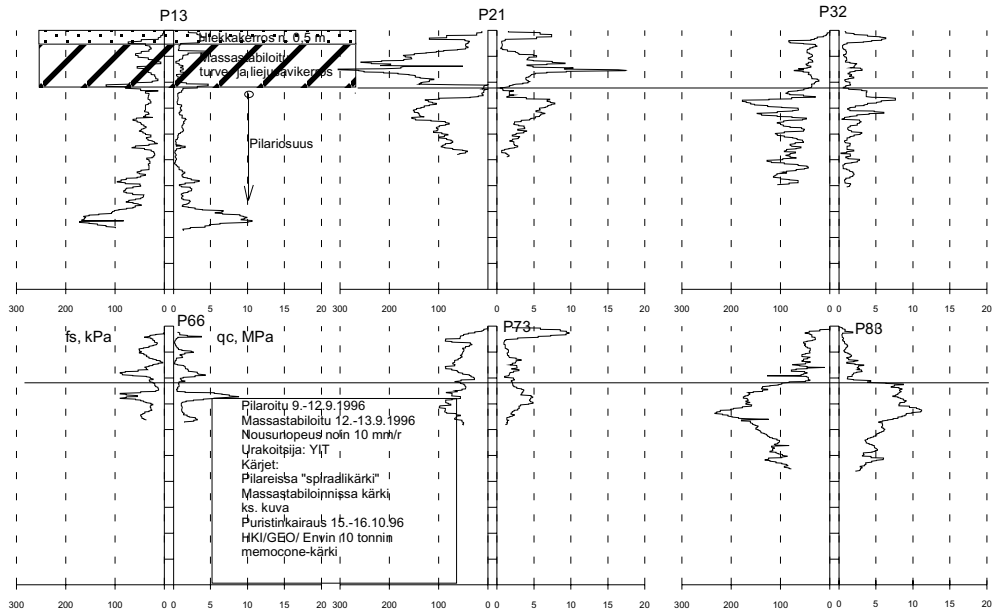 P13 P21 P32
Hiekkakerros n. 0,5 m
Massastabiloitu
turve- ja liejusavikerros
Pilariosuus
300 200 100 0 0 5 10 15 20 300 200 100 0 0 5 10 15 20 300 200 100 0 0 5 10 15 20
P66 P73 P83
fs, kPa qc, MPa
Pilaroitu 9.-12.9.1996
Massastabiloitu 12.-13.9.1996
Nousunopeus noin 10 mm/r
Urakoitsija: YIT
Kärjet:
Pilareissa "spiraalikärki"
Massastabiloinnissa kärki
ks. kuva
Puristinkairaus 15.-16.10.96
HKI/GEO/ Envin 10 tonnin
memocone-kärki
300 200 100 0 0 5 10 15 20 300 200 100 0 0 5 10 15 20 300 200 100 0 0 5 10 15 20